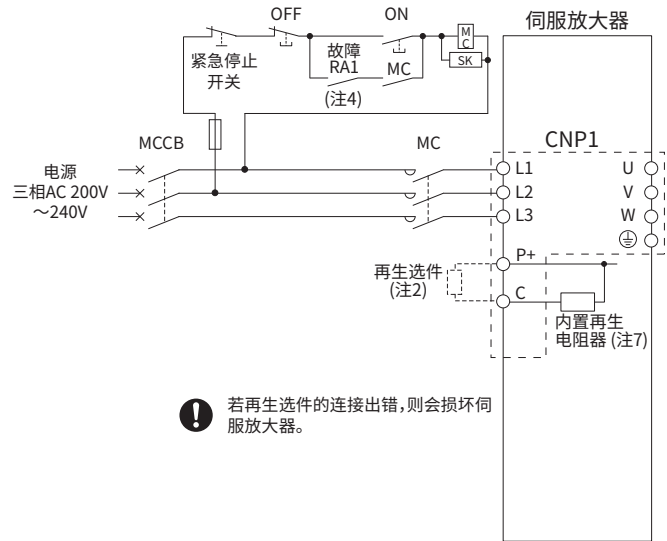 OFF
ON
伺服放大器
M
C
SK
紧急停止
开关
故障
RA1
MC
(注4)
MCCB
MC
CNP1
电源
三相AC 200V
～240V
L1
L2
L3
U
V
W
P+
C
再生选件
(注2)
内置再生
电阻器 (注7)
若再生选件的连接出错，则会损坏伺
服放大器。